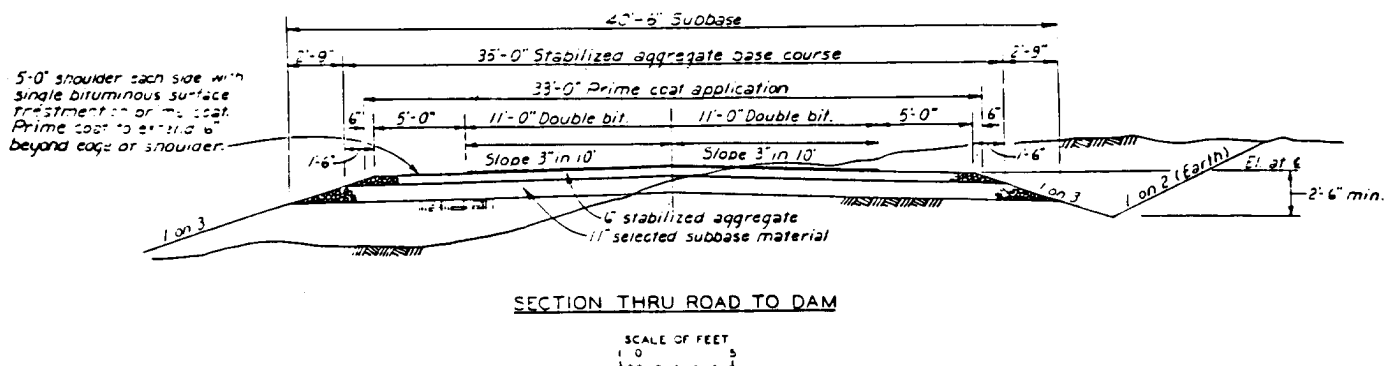 40'-6" Subbase
2'-9" 35'-0" Stabilized aggregate base course 2'-9"
5'-0" shoulder each side with
single bituminous surface
treatment on prime coat.
Prime coat to extend 6"
beyond edge of shoulder.
33'-0" Prime coat application
6" 5'-0" 11'-0" Double bit. 11'-0" Double bit. 5'-0" 6"
1'-6" Slope 3" in 10' Slope 3" in 10' 1'-6"
El. at ℄
1 on 3 1 on 3 1 on 2 (Earth) 2'-6" min.
6" stabilized aggregate
11" selected subbase material
SECTION THRU ROAD TO DAM
SCALE OF FEET
1 0 5